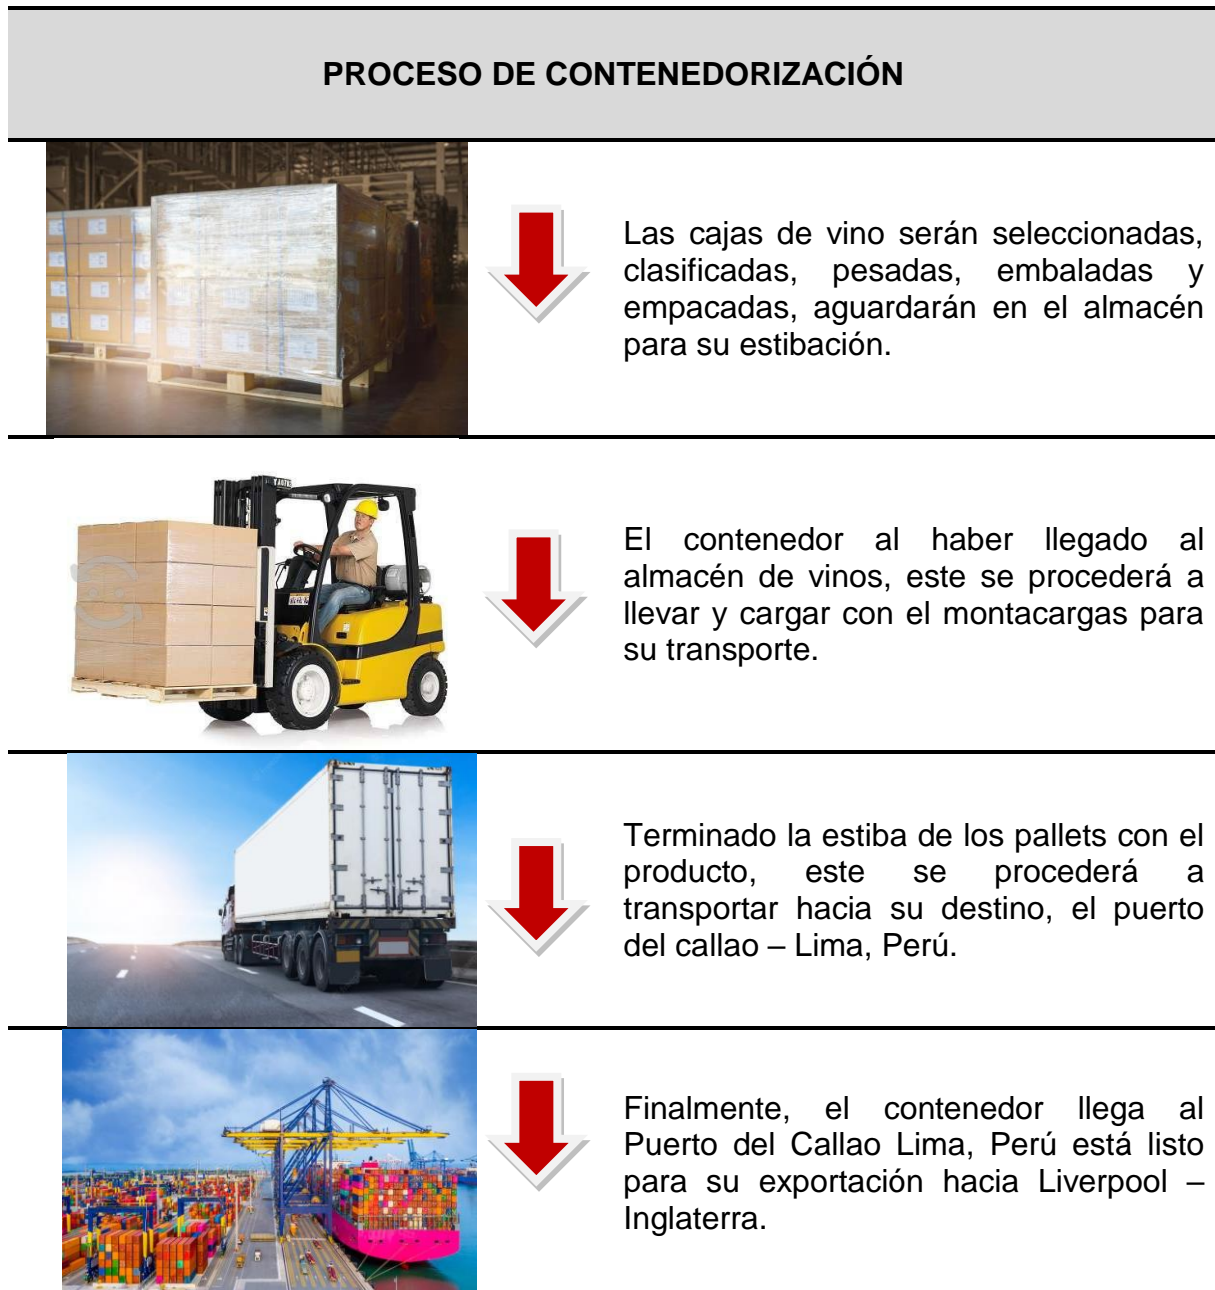 PROCESO DE CONTENEDORIZACIÓN
Las cajas de vino serán seleccionadas,
clasificadas, pesadas, embaladas y
empacadas, aguardarán en el almacén
para su estibación.
El contenedor al haber llegado al
almacén de vinos, este se procederá a
llevar y cargar con el montacargas para
su transporte.
Terminado la estiba de los pallets con el
producto, este se procederá a
transportar hacia su destino, el puerto
del callao – Lima, Perú.
Finalmente, el contenedor llega al
Puerto del Callao Lima, Perú está listo
para su exportación hacia Liverpool –
Inglaterra.